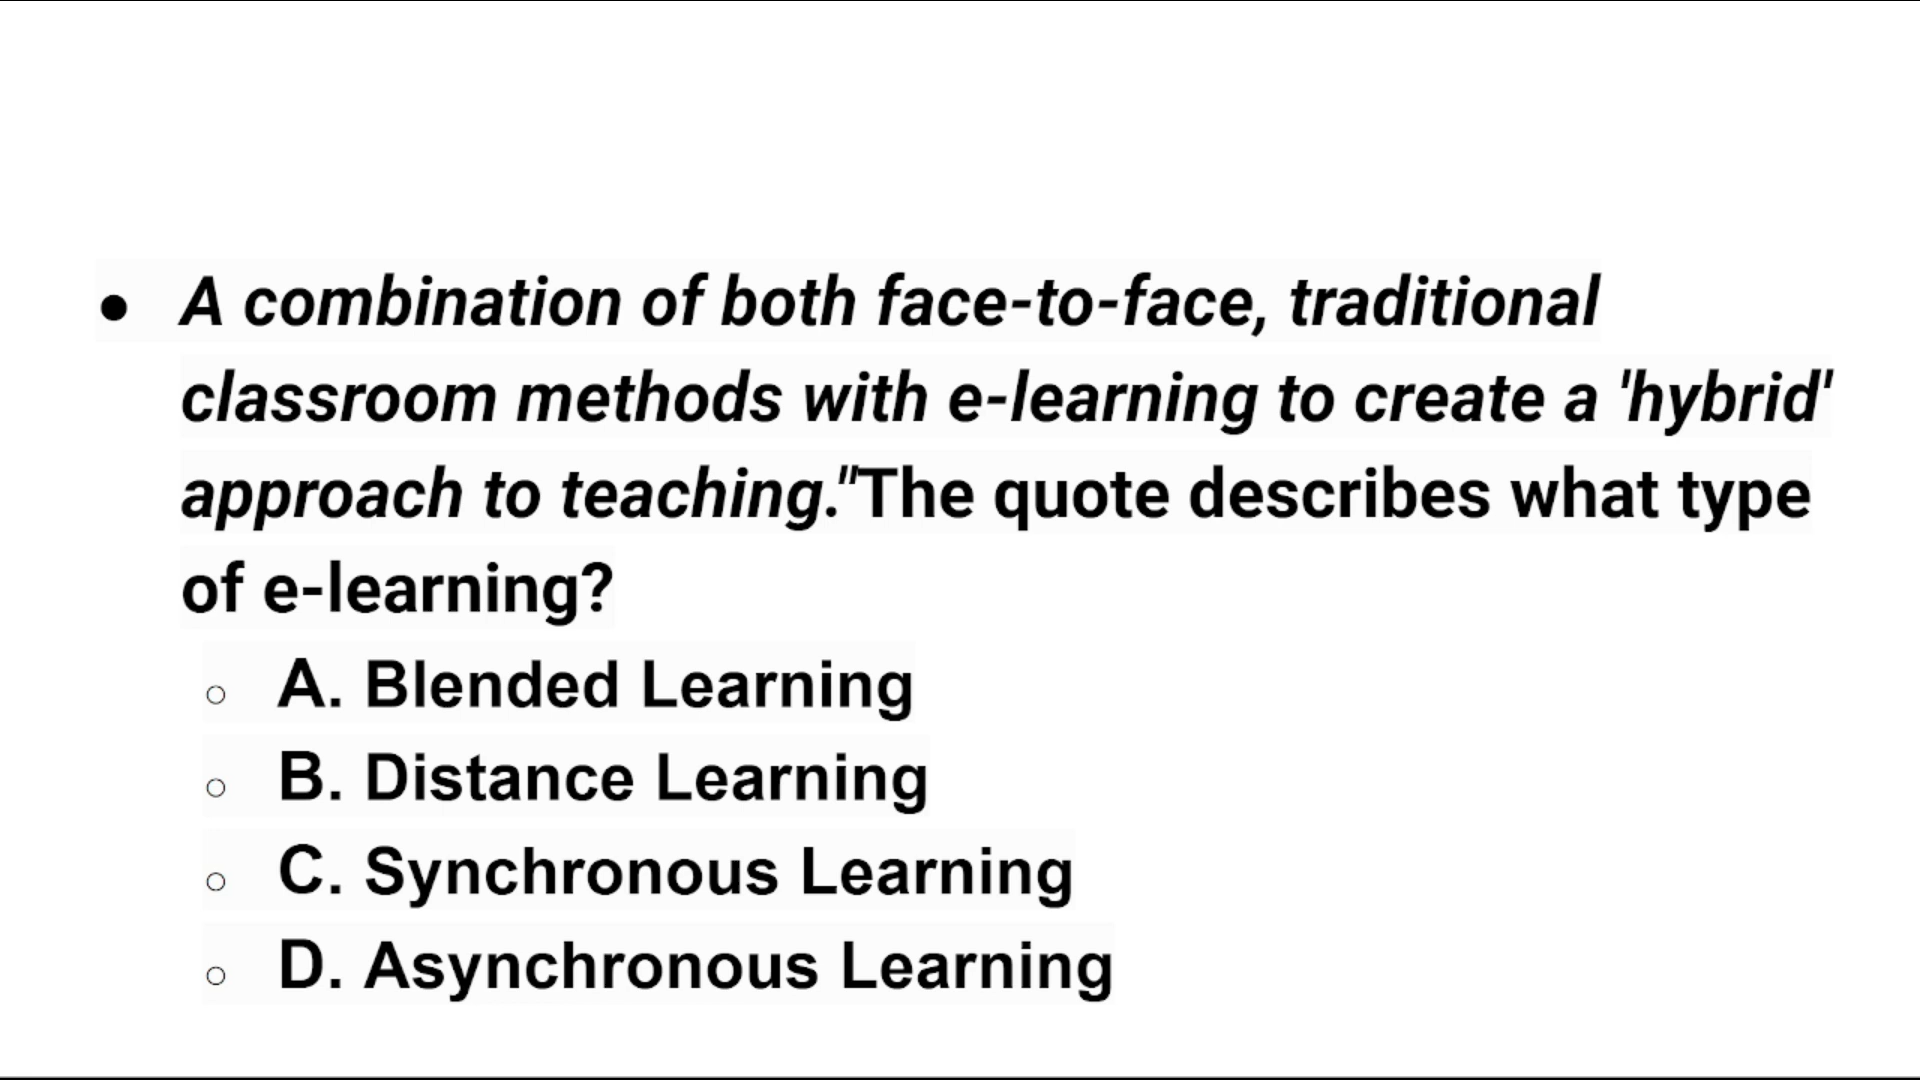 ● A combination of both face-to-face, traditional
classroom methods with e-learning to create a 'hybrid'
approach to teaching."The quote describes what type
of e-learning?
○ A. Blended Learning
○ B. Distance Learning
○ C. Synchronous Learning
○ D. Asynchronous Learning